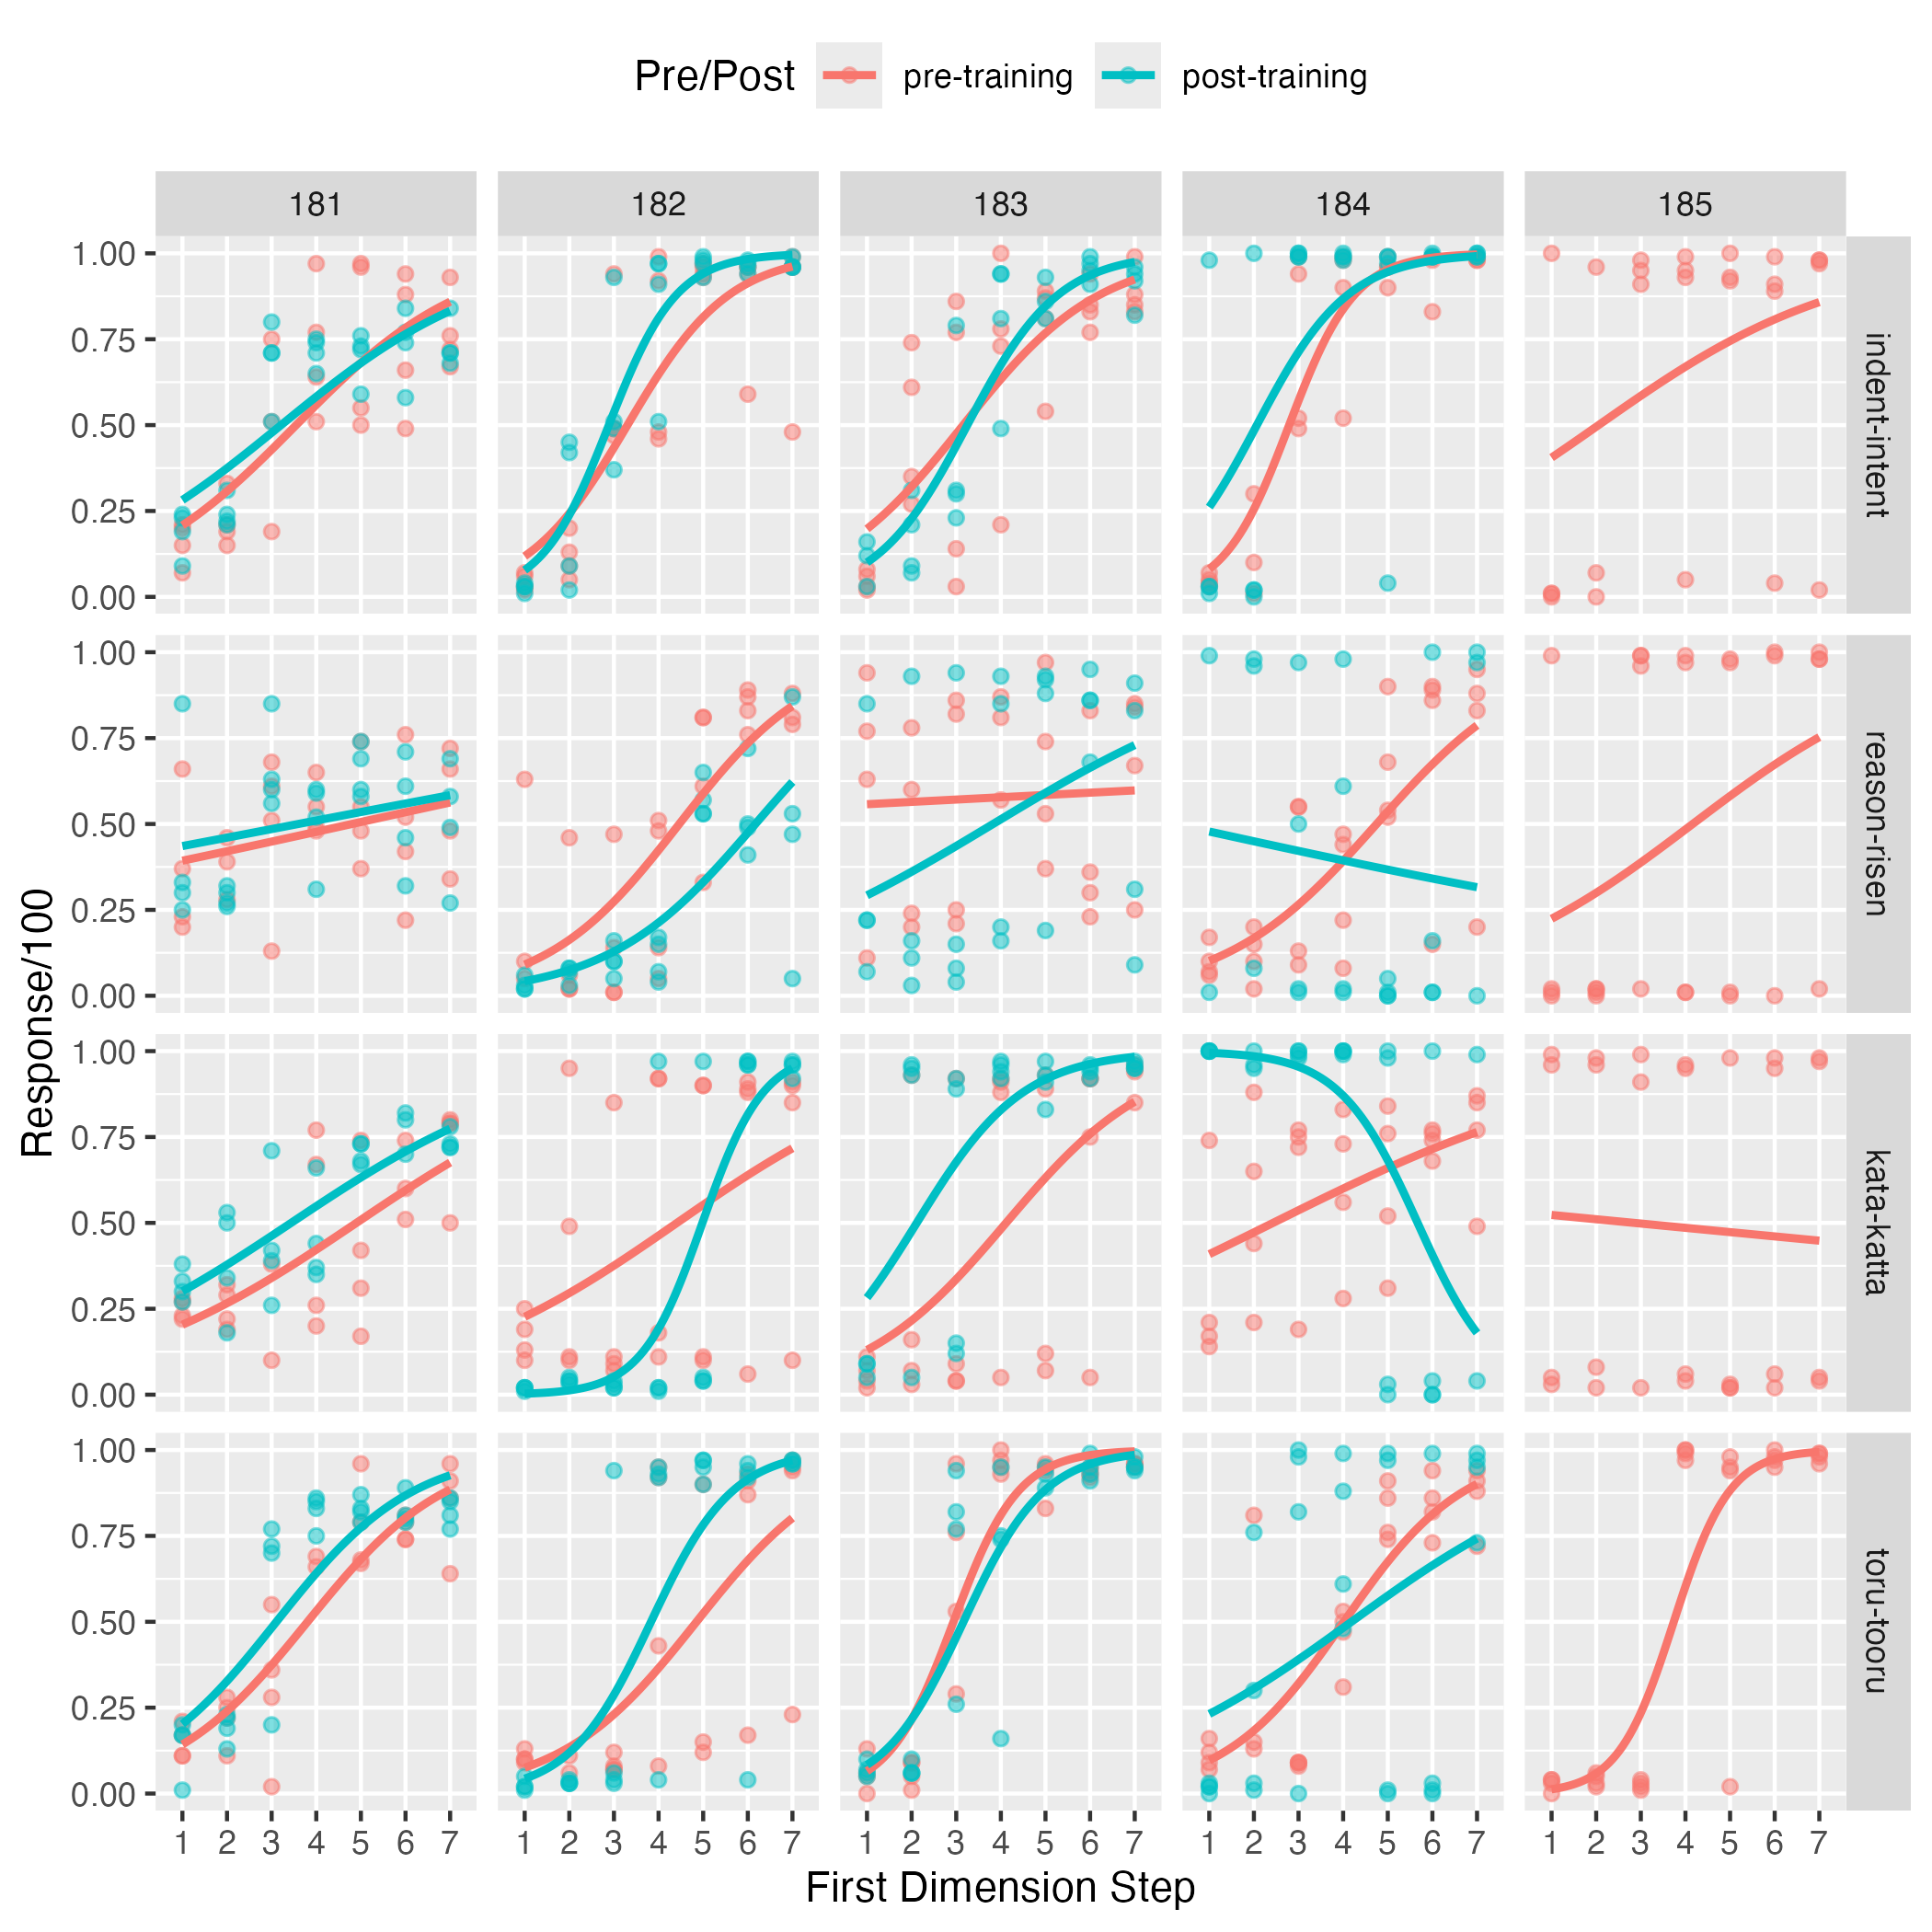 Pre/Post pre-training post-training
181 182 183 184 185
1.00
0.75
0.50
0.25
0.00
indent-intent
1.00
0.75
0.50
0.25
0.00
reason-risen
1.00
0.75
0.50
0.25
0.00
kata-katta
1.00
0.75
0.50
0.25
0.00
toru-tooru
Response/100
1 2 3 4 5 6 7 1 2 3 4 5 6 7 1 2 3 4 5 6 7 1 2 3 4 5 6 7 1 2 3 4 5 6 7
First Dimension Step